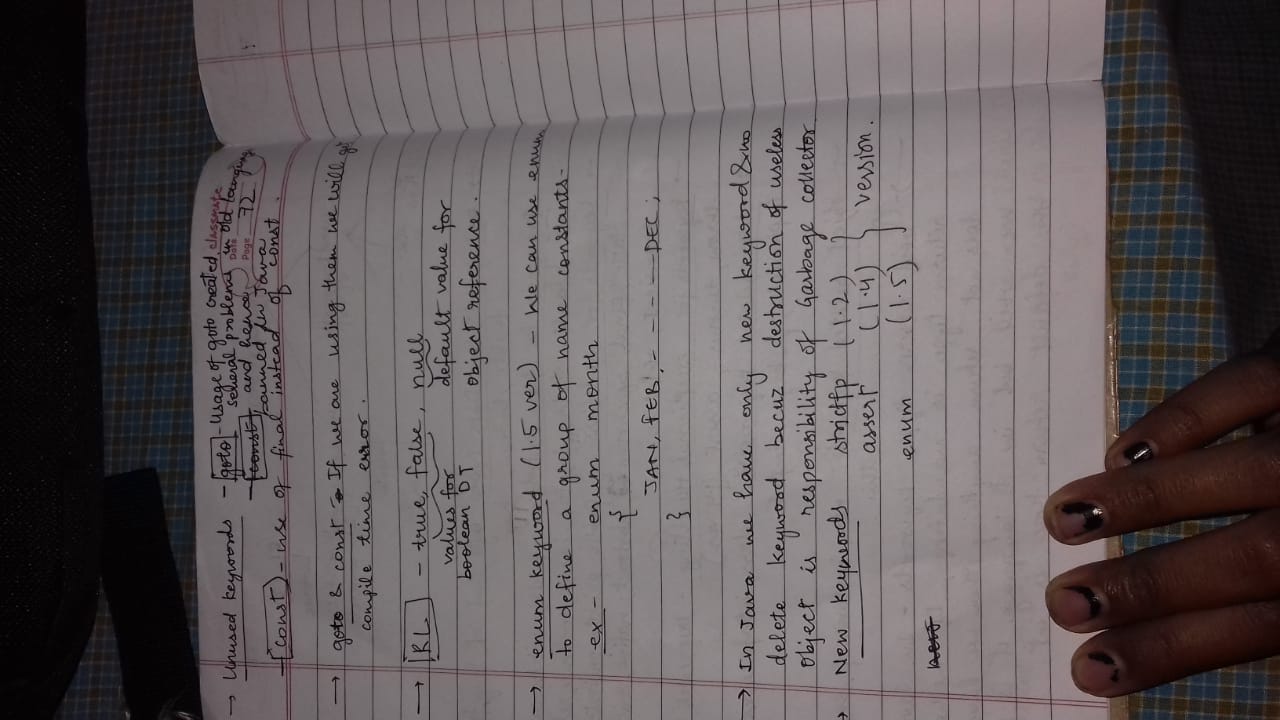 → Unused keywords - goto - Usage of goto created classmate
several problems in old language
Date
Page 72
const and hence
banned in Java
const - use of final instead of const.
→ goto & const - If we are using them we will get
compile time error.
→ RL - true, false, null
values for default value for
boolean DT object reference.
→ enum keyword (1.5 ver) - We can use enum
to define a group of name constants-
ex - enum month
{
JAN, FEB, - - - - DEC;
}
→ In Java we have only new keyword & no
delete keyword becuz destruction of useless
object is responsibility of Garbage collector
→ New keywords strictfp (1.2)
assert (1.4) } version.
enum (1.5)
new